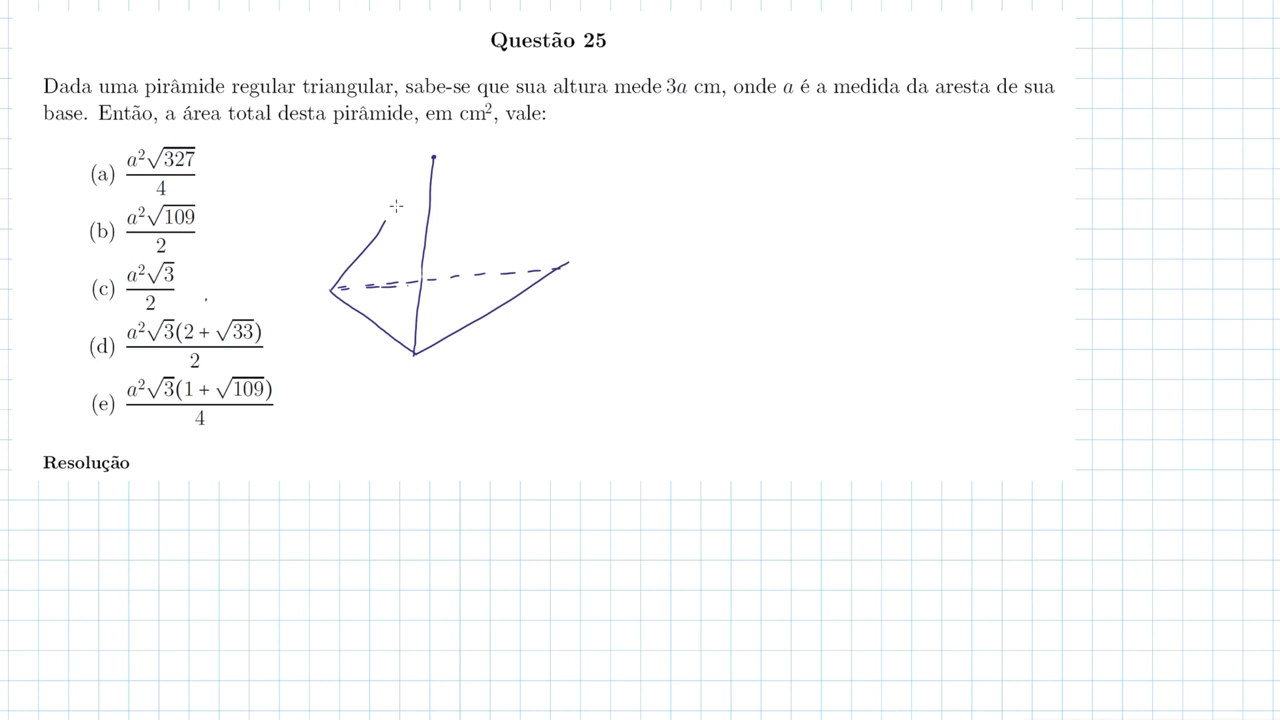 Questão 25
Dada uma pirâmide regular triangular, sabe-se que sua altura mede 3a cm, onde a é a medida da aresta de sua
base. Então, a área total desta pirâmide, em cm², vale:
(a) a²√327/4
(b) a²√109/2
(c) a²√3/2
(d) a²√3(2 + √33)/2
(e) a²√3(1 + √109)/4
Resolução